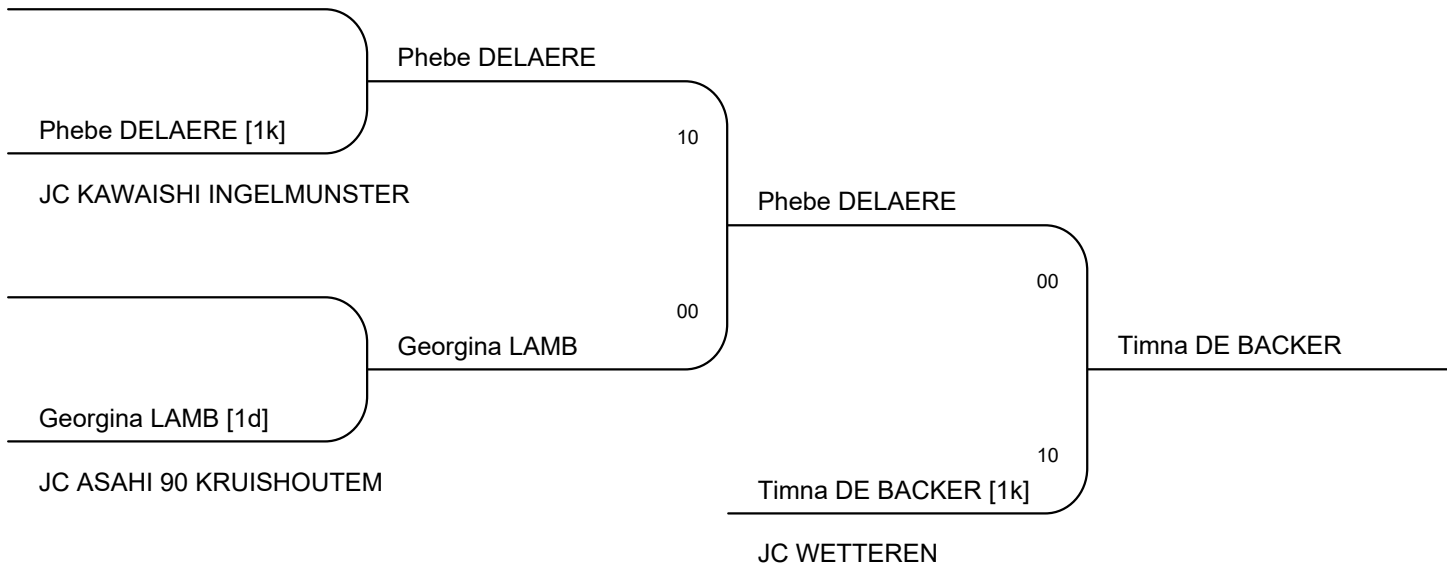 Phebe DELAERE
Phebe DELAERE [1k]
10
JC KAWAISHI INGELMUNSTER
Phebe DELAERE
00
00
Georgina LAMB
Timna DE BACKER
Georgina LAMB [1d]
10
JC ASAHI 90 KRUISHOUTEM
Timna DE BACKER [1k]
JC WETTEREN